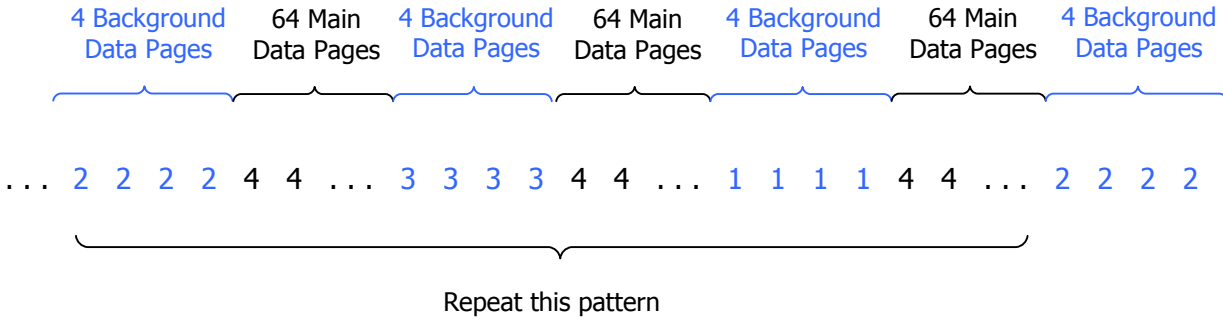 4 Background 64 Main 4 Background 64 Main 4 Background 64 Main 4 Background
Data Pages Data Pages Data Pages Data Pages Data Pages Data Pages Data Pages
. . . 2 2 2 2 4 4 . . . 3 3 3 3 4 4 . . . 1 1 1 1 4 4 . . . 2 2 2 2
Repeat this pattern